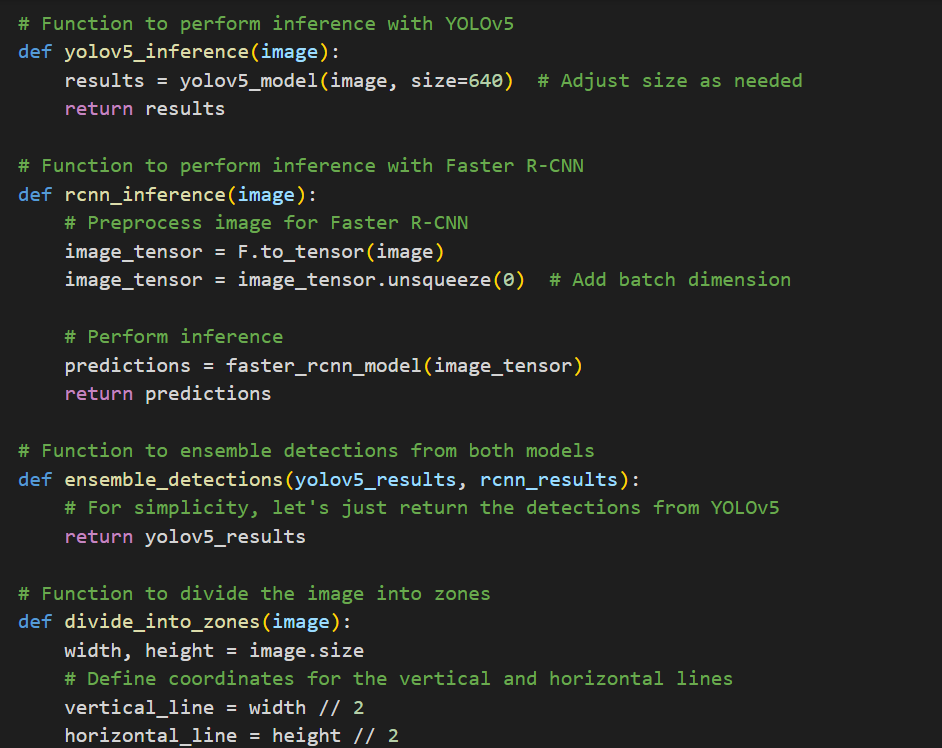 # Function to perform inference with YOLOv5
def yolov5_inference(image):
    results = yolov5_model(image, size=640)  # Adjust size as needed
    return results

# Function to perform inference with Faster R-CNN
def rcnn_inference(image):
    # Preprocess image for Faster R-CNN
    image_tensor = F.to_tensor(image)
    image_tensor = image_tensor.unsqueeze(0)  # Add batch dimension

    # Perform inference
    predictions = faster_rcnn_model(image_tensor)
    return predictions

# Function to ensemble detections from both models
def ensemble_detections(yolov5_results, rcnn_results):
    # For simplicity, let's just return the detections from YOLOv5
    return yolov5_results

# Function to divide the image into zones
def divide_into_zones(image):
    width, height = image.size
    # Define coordinates for the vertical and horizontal lines
    vertical_line = width // 2
    horizontal_line = height // 2